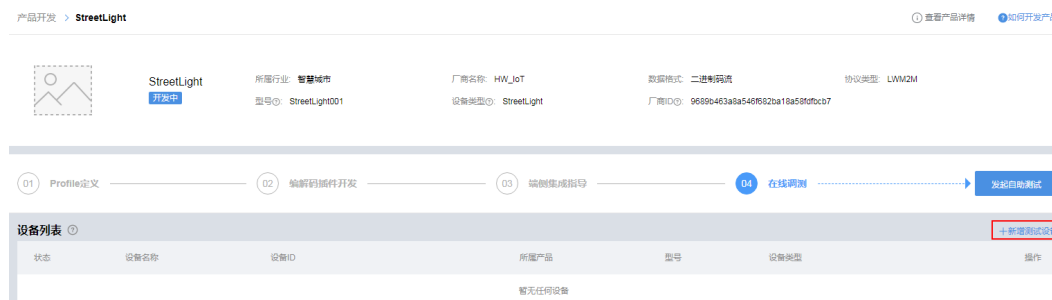 产品开发 > StreetLight
查看产品详情 如何开发产品
StreetLight 所属行业: 智慧城市 厂商名称: HW_IoT 数据格式: 二进制码流 协议类型: LWM2M
开发中 型号: StreetLight001 设备类型: StreetLight 厂商ID: 9689b463a8a546f682ba18a58fdfbcb7
01 Profile定义 02 编解码插件开发 03 端侧集成指导 04 在线调测 发起自助测试
设备列表 +新增测试设备
状态 设备名称 设备ID 所属产品 型号 设备类型 操作
暂无任何设备